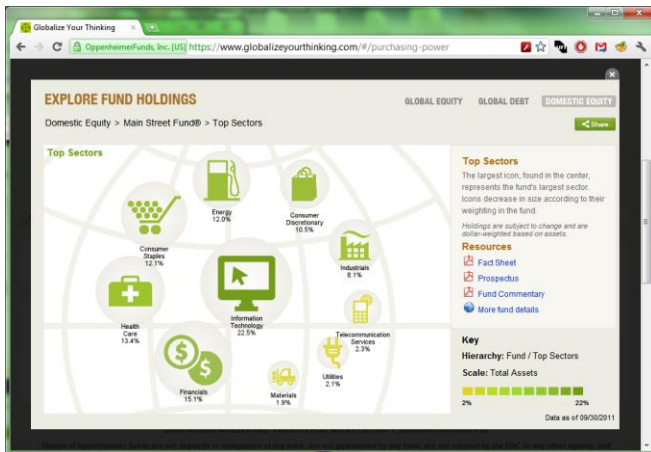 Globalize Your Thinking
OppenheimerFunds, Inc. [US] https://www.globalizeyourthinking.com/#/purchasing-power
EXPLORE FUND HOLDINGS
GLOBAL EQUITY GLOBAL DEBT DOMESTIC EQUITY
Domestic Equity > Main Street Fund® > Top Sectors
Share
Top Sectors
Energy
12.0%
Consumer
Discretionary
10.5%
Consumer
Staples
12.1%
Industrials
8.1%
Information
Technology
22.5%
Health
Care
13.4%
Telecommunication
Services
2.3%
Utilities
2.1%
Financials
15.1%
Materials
1.9%
Top Sectors
The largest icon, found in the center,
represents the fund's largest sector.
Icons decrease in size according to their
weighting in the fund.
Holdings are subject to change and are
dollar-weighted based on assets.
Resources
Fact Sheet
Prospectus
Fund Commentary
More fund details
Key
Hierarchy: Fund / Top Sectors
Scale: Total Assets
2% 22%
Data as of 09/30/2011